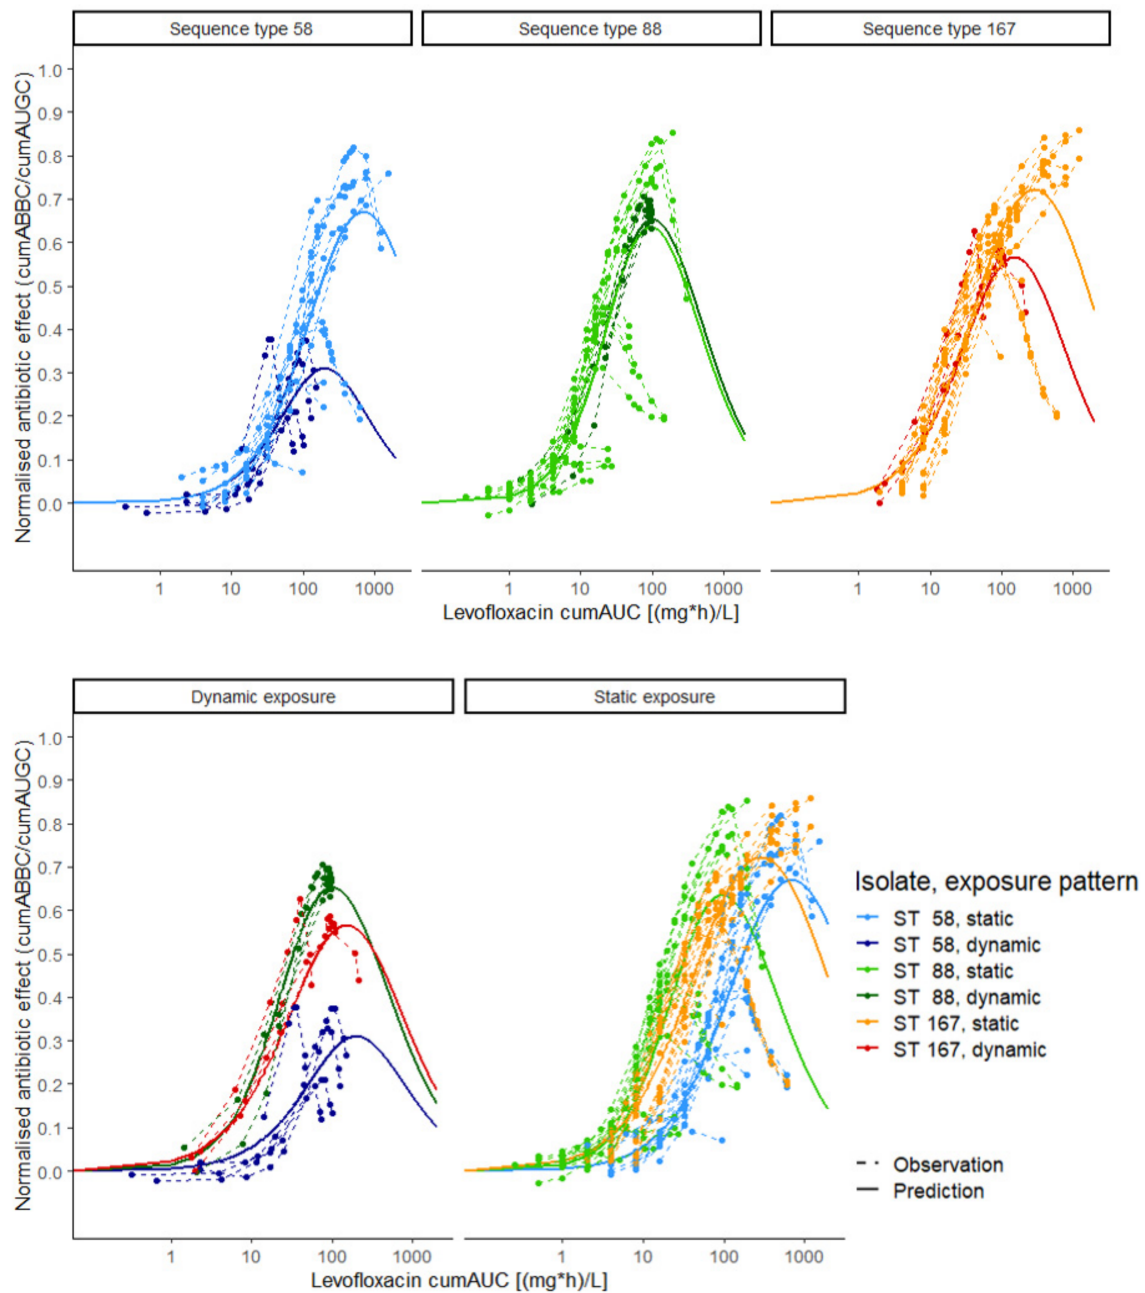 Sequence type 58
Sequence type 88
Sequence type 167
Normalised antibiotic effect (cumABBC/cumAUGC)
1.0
0.9
0.8
0.7
0.6
0.5
0.4
0.3
0.2
0.1
0.0
1 10 100 1000
1 10 100 1000
1 10 100 1000
Levofloxacin cumAUC [(mg*h)/L]
Dynamic exposure
Static exposure
Normalised antibiotic effect (cumABBC/cumAUGC)
1.0
0.9
0.8
0.7
0.6
0.5
0.4
0.3
0.2
0.1
0.0
1 10 100 1000
1 10 100 1000
Levofloxacin cumAUC [(mg*h)/L]
Isolate, exposure pattern
ST 58, static
ST 58, dynamic
ST 88, static
ST 88, dynamic
ST 167, static
ST 167, dynamic
Observation
Prediction